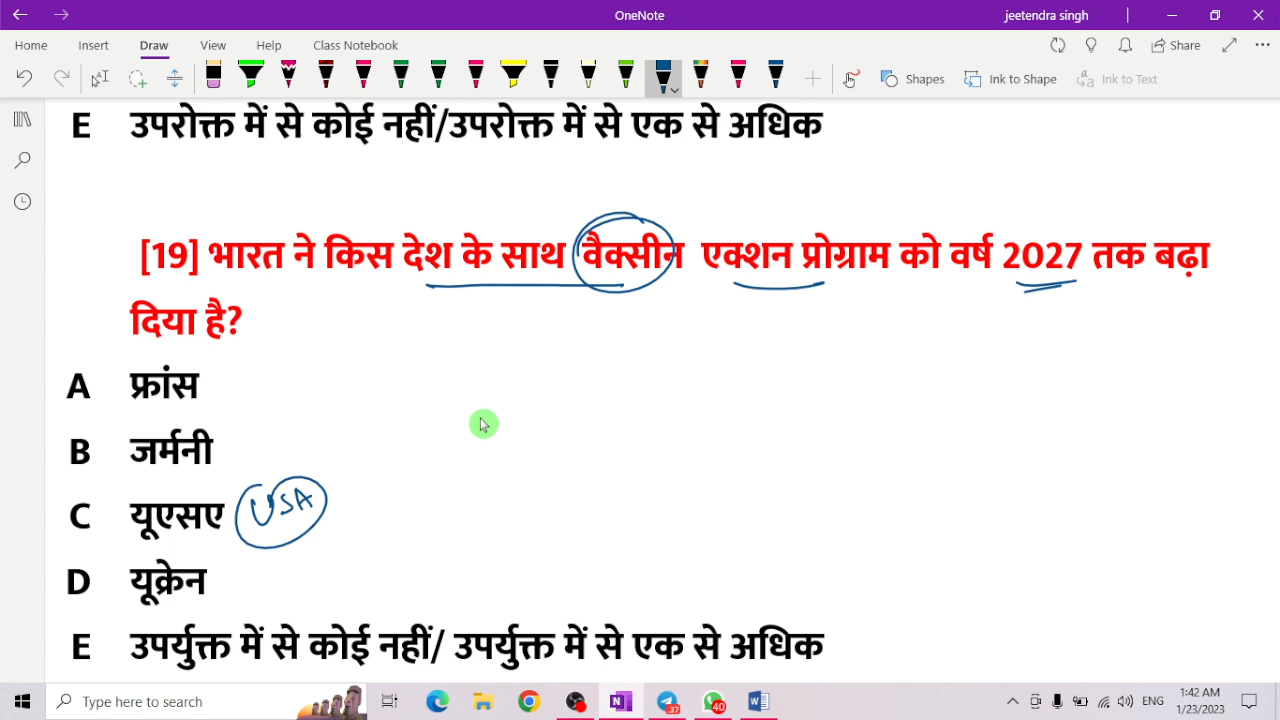 OneNote
jeetendra singh
Home Insert Draw View Help Class Notebook
Share
Shapes Ink to Shape Ink to Text
E उपरोक्त में से कोई नहीं/उपरोक्त में से एक से अधिक
[19] भारत ने किस देश के साथ वैक्सीन एक्शन प्रोग्राम को वर्ष 2027 तक बढ़ा
दिया है?
A फ्रांस
B जर्मनी
C यूएसए USA
D यूक्रेन
E उपर्युक्त में से कोई नहीं/ उपर्युक्त में से एक से अधिक
Type here to search
37
40
ENG
1:42 AM
1/23/2023